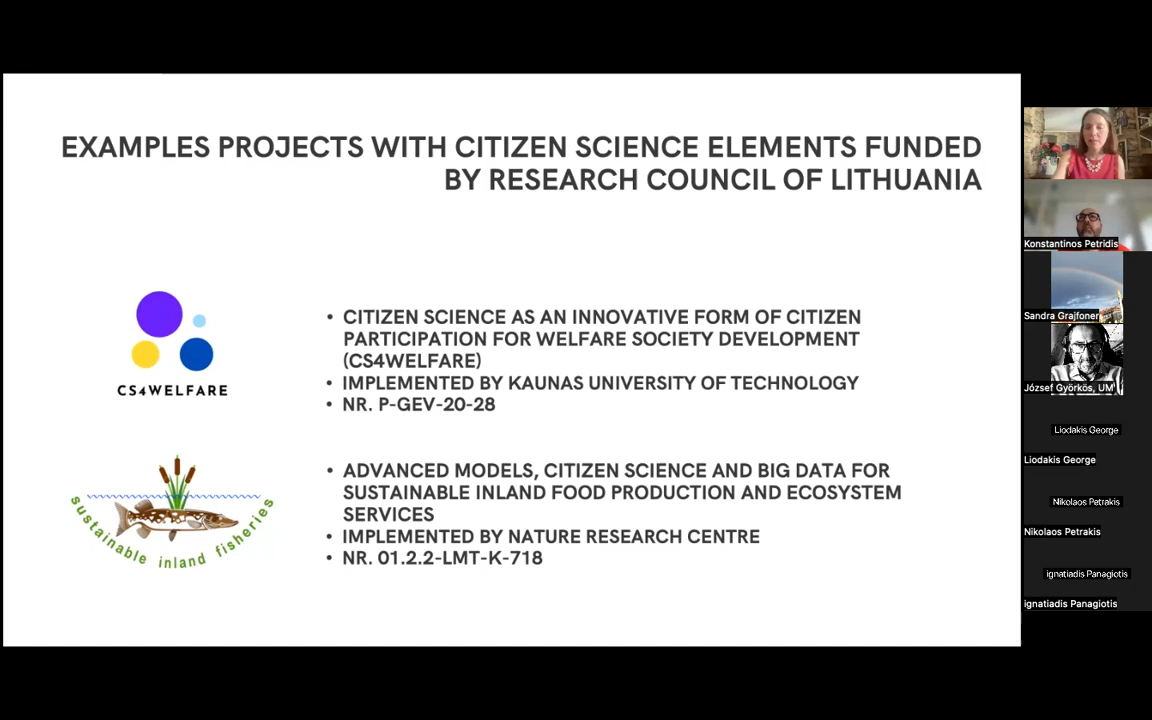 EXAMPLES PROJECTS WITH CITIZEN SCIENCE ELEMENTS FUNDED
BY RESEARCH COUNCIL OF LITHUANIA
CS4WELFARE
• CITIZEN SCIENCE AS AN INNOVATIVE FORM OF CITIZEN
PARTICIPATION FOR WELFARE SOCIETY DEVELOPMENT
(CS4WELFARE)
• IMPLEMENTED BY KAUNAS UNIVERSITY OF TECHNOLOGY
• NR. P-GEV-20-28
sustainable inland fisheries
• ADVANCED MODELS, CITIZEN SCIENCE AND BIG DATA FOR
SUSTAINABLE INLAND FOOD PRODUCTION AND ECOSYSTEM
SERVICES
• IMPLEMENTED BY NATURE RESEARCH CENTRE
• NR. 01.2.2-LMT-K-718
Konstantinos Petridis
Sandra Grajfoner
József Györkös, UM
Liodakis George
Liodakis George
Nikolaos Petrakis
Nikolaos Petrakis
ignatiadis Panagiotis
ignatiadis Panagiotis